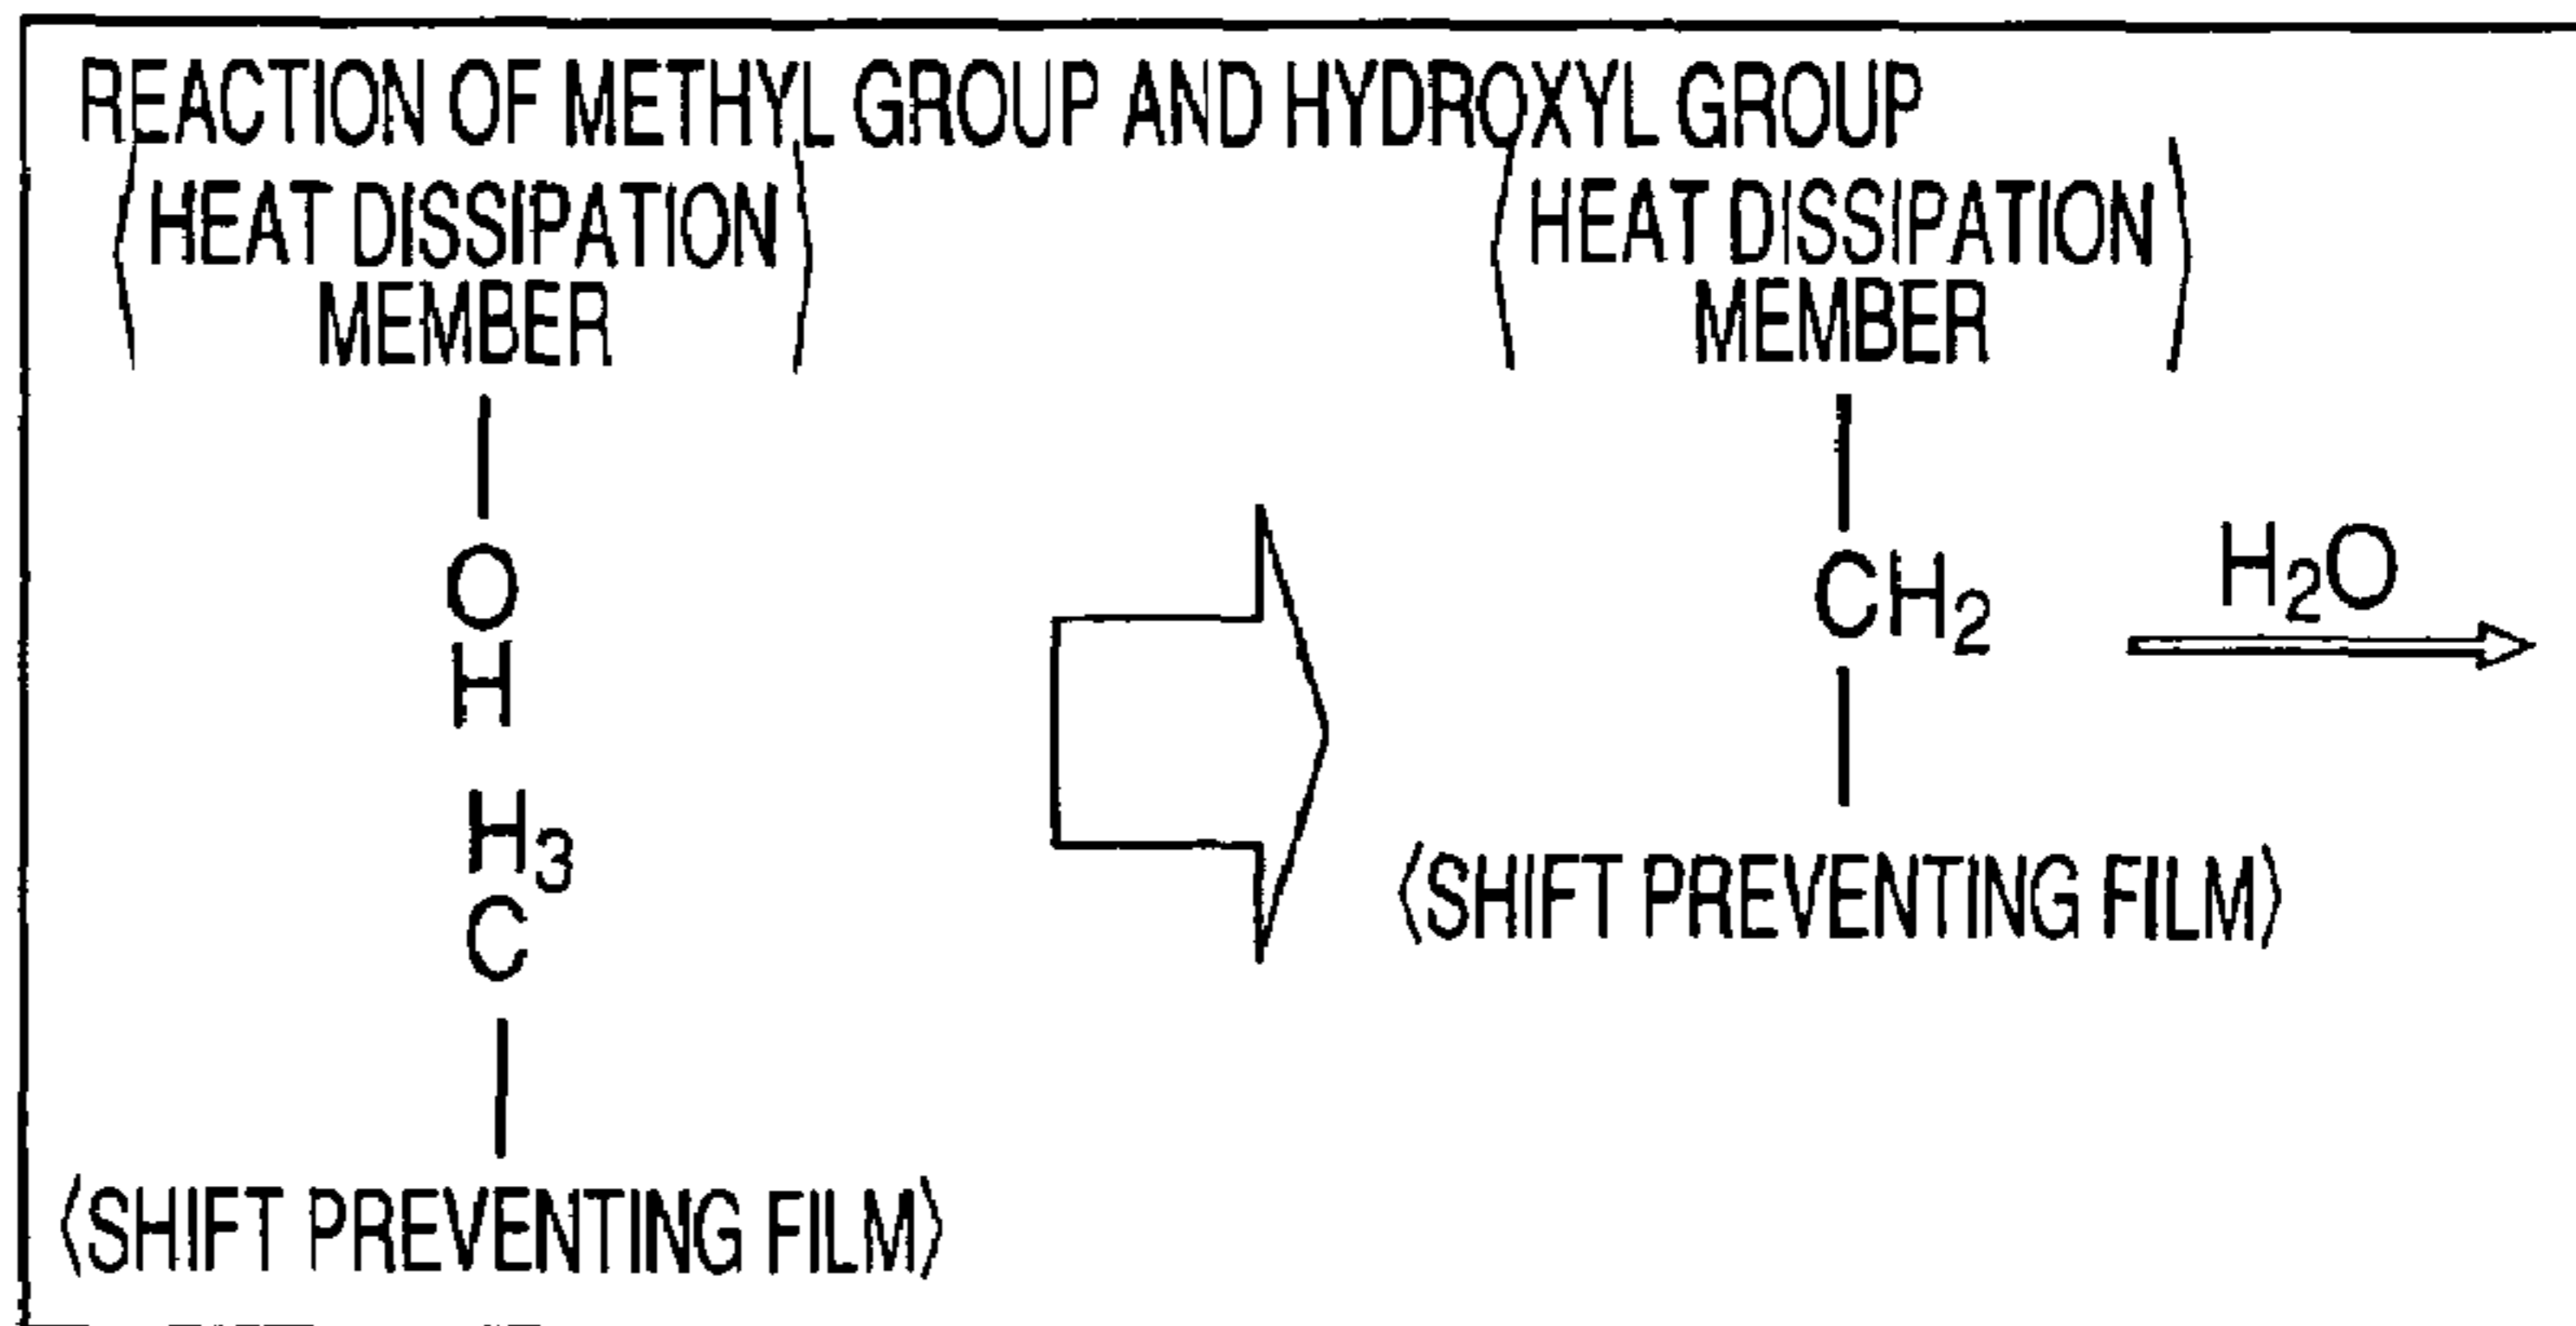 REACTION OF METHYL GROUP AND HYDROXYL GROUP
⟨HEAT DISSIPATION MEMBER⟩ ⟨HEAT DISSIPATION MEMBER⟩
O
H
CH₂
H₂O
H₃
C
⟨SHIFT PREVENTING FILM⟩
⟨SHIFT PREVENTING FILM⟩